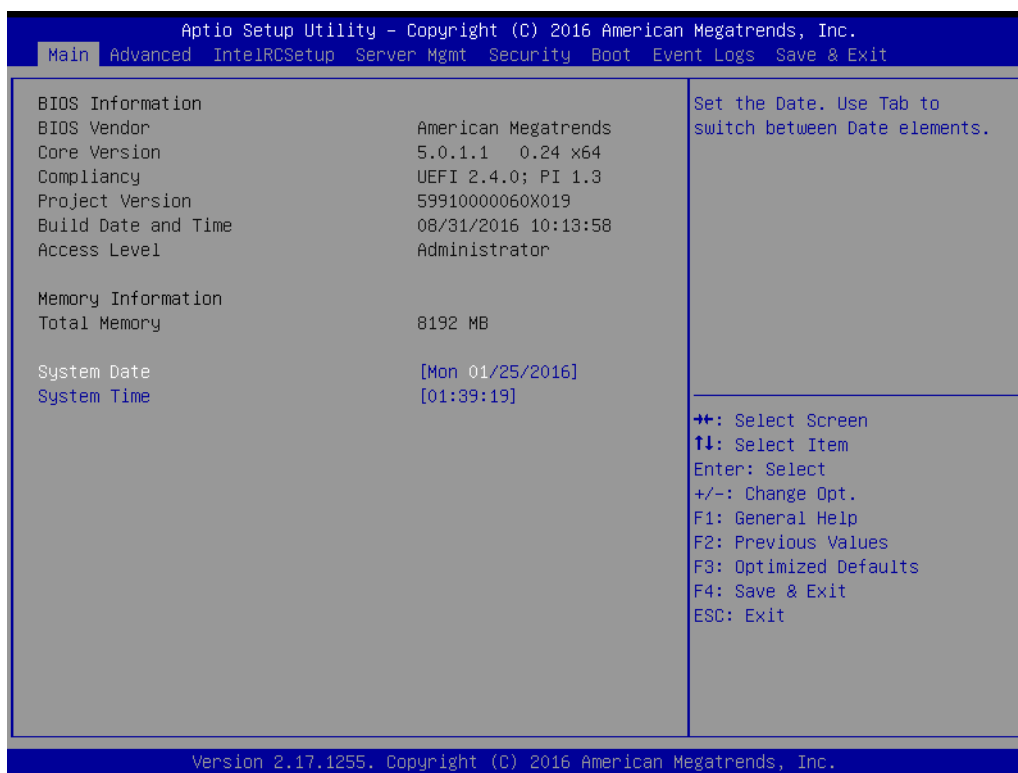 Aptio Setup Utility – Copyright (C) 2016 American Megatrends, Inc.
Main Advanced IntelRCSetup Server Mgmt Security Boot Event Logs Save & Exit
BIOS Information
BIOS Vendor American Megatrends
Core Version 5.0.1.1 0.24 x64
Compliancy UEFI 2.4.0; PI 1.3
Project Version 59910000060X019
Build Date and Time 08/31/2016 10:13:58
Access Level Administrator
Memory Information
Total Memory 8192 MB
System Date [Mon 01/25/2016]
System Time [01:39:19]
Set the Date. Use Tab to
switch between Date elements.
→←: Select Screen
↑↓: Select Item
Enter: Select
+/-: Change Opt.
F1: General Help
F2: Previous Values
F3: Optimized Defaults
F4: Save & Exit
ESC: Exit
Version 2.17.1255. Copyright (C) 2016 American Megatrends, Inc.